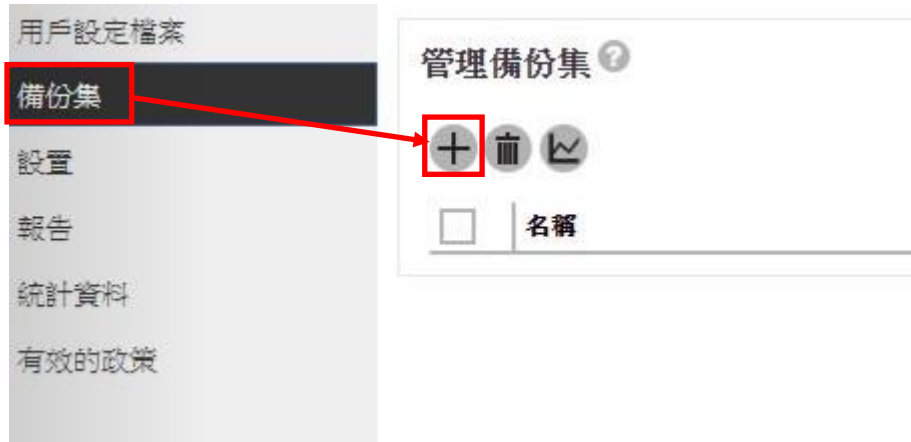 用戶設定檔案
備份集
設置
報告
統計資料
有效的政策
管理備份集 ?
名稱